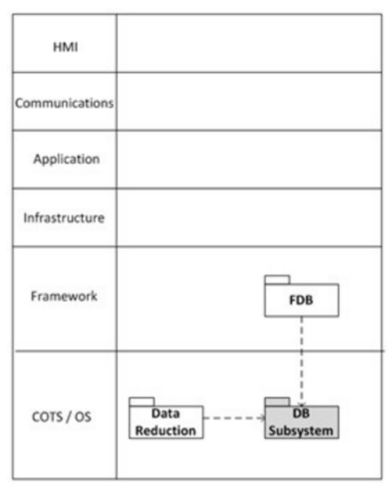 HMI
Communications
Application
Infrastructure
Framework
FDB
COTS / OS
Data
Reduction
DB
Subsystem